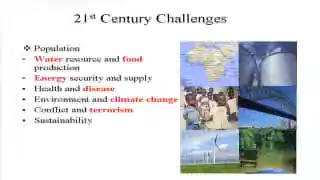 21st Century Challenges
❖ Population
• Water resource and food
production
• Energy security and supply
• Health and disease
• Environment and climate change
• Conflict and terrorism
• Sustainability